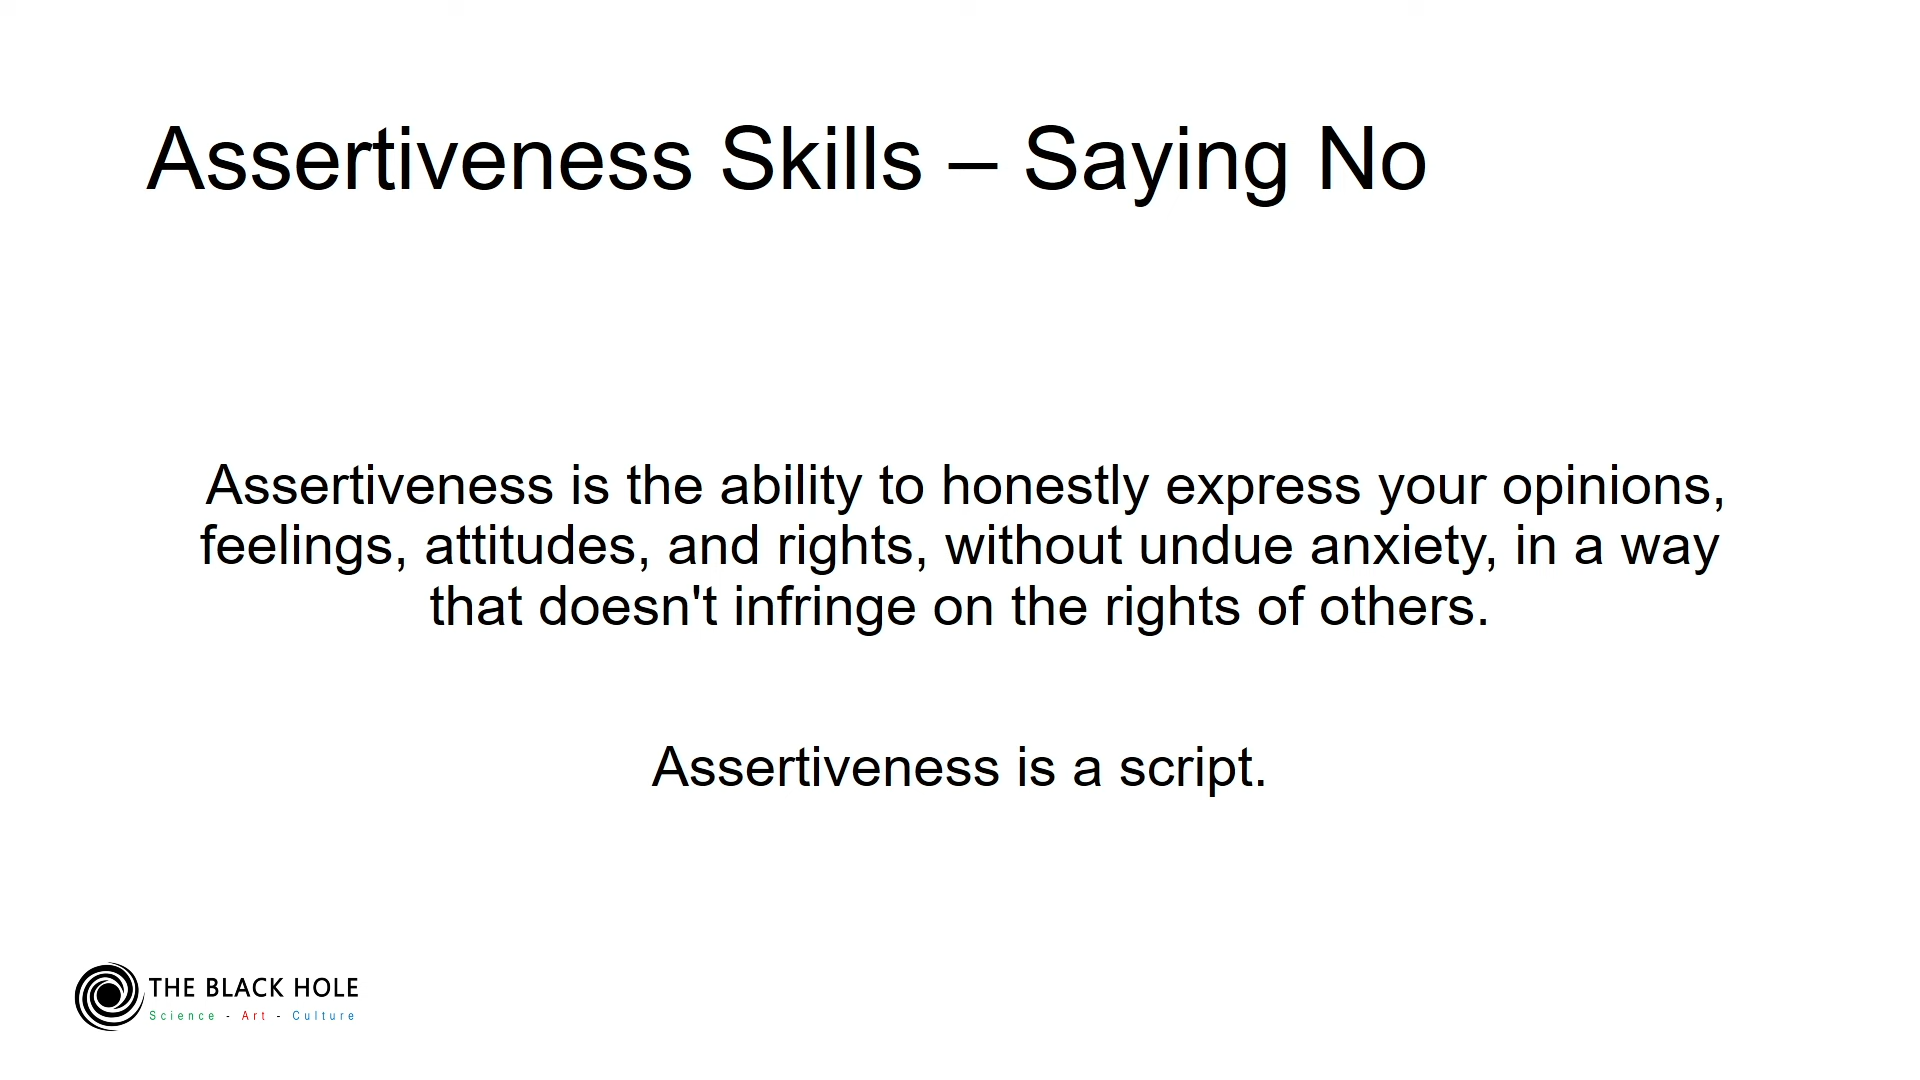 Assertiveness Skills – Saying No
Assertiveness is the ability to honestly express your opinions,
feelings, attitudes, and rights, without undue anxiety, in a way
that doesn't infringe on the rights of others.
Assertiveness is a script.
THE BLACK HOLE
Science - Art - Culture